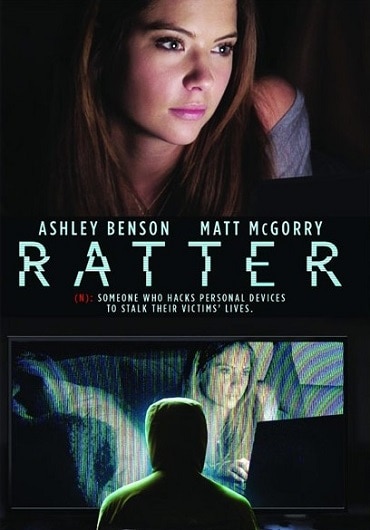 ASHLEY BENSON MATT McGORRY
RATTER
(N): SOMEONE WHO HACKS PERSONAL DEVICES
TO STALK THEIR VICTIMS' LIVES.